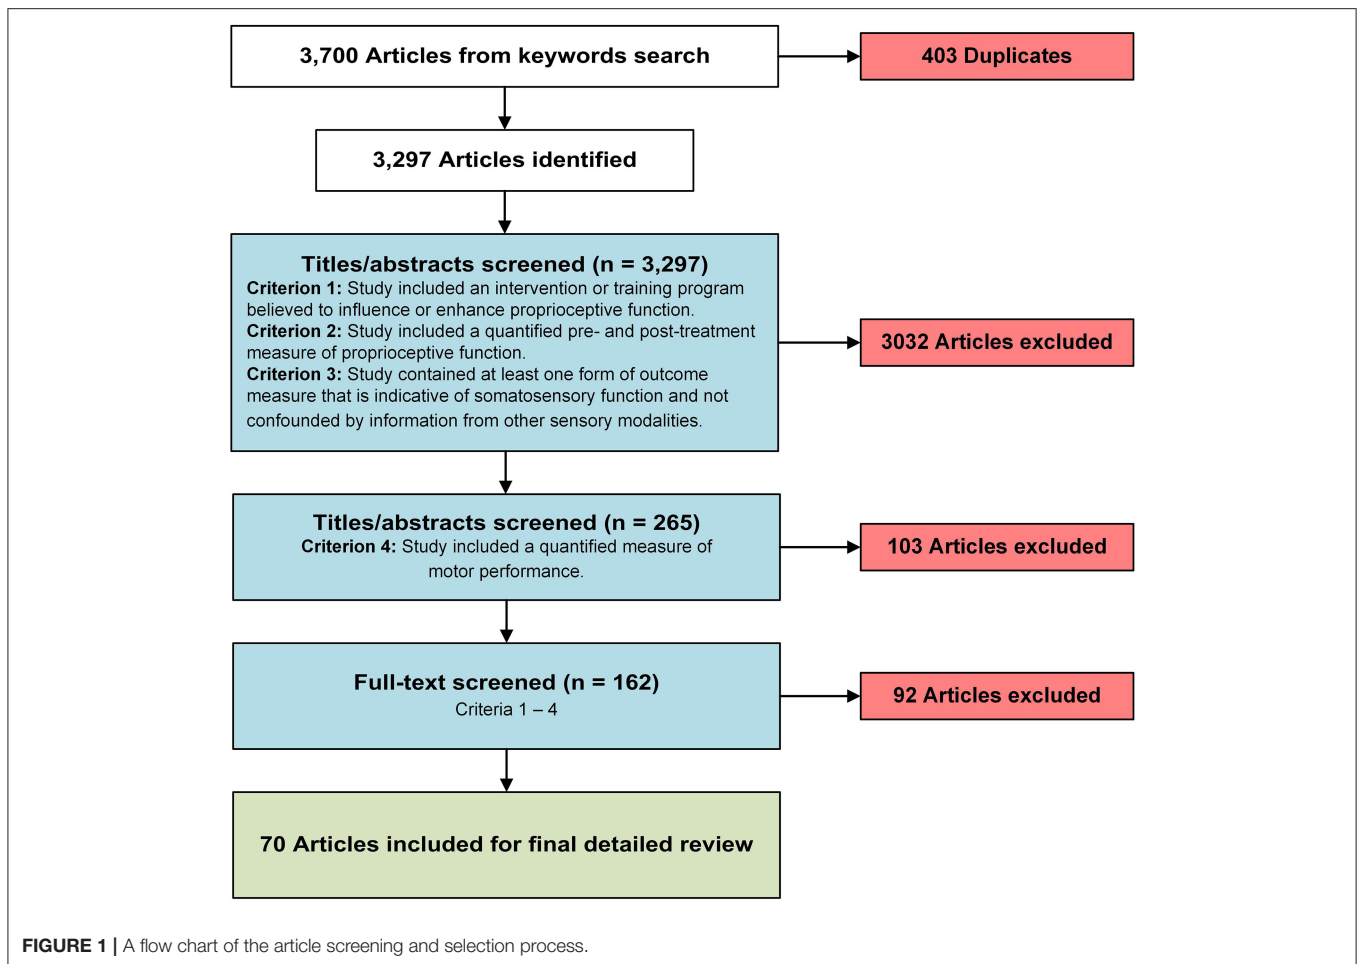 3,700 Articles from keywords search
403 Duplicates
3,297 Articles identified
Titles/abstracts screened (n = 3,297)
Criterion 1: Study included an intervention or training program
believed to influence or enhance proprioceptive function.
Criterion 2: Study included a quantified pre- and post-treatment
measure of proprioceptive function.
Criterion 3: Study contained at least one form of outcome
measure that is indicative of somatosensory function and not
confounded by information from other sensory modalities.
3032 Articles excluded
Titles/abstracts screened (n = 265)
Criterion 4: Study included a quantified measure of
motor performance.
103 Articles excluded
Full-text screened (n = 162)
Criteria 1 – 4
92 Articles excluded
70 Articles included for final detailed review
FIGURE 1 | A flow chart of the article screening and selection process.